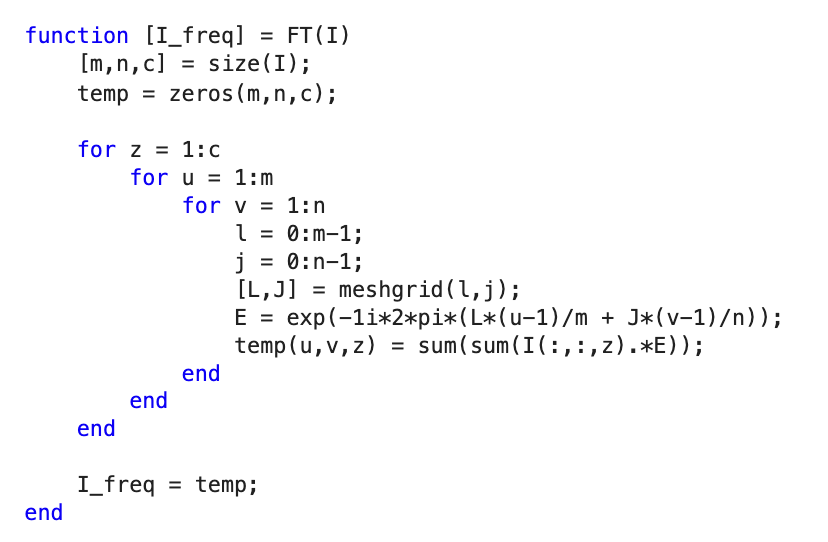 function [I_freq] = FT(I)
    [m,n,c] = size(I);
    temp = zeros(m,n,c);

    for z = 1:c
        for u = 1:m
            for v = 1:n
                l = 0:m-1;
                j = 0:n-1;
                [L,J] = meshgrid(l,j);
                E = exp(-1i*2*pi*(L*(u-1)/m + J*(v-1)/n));
                temp(u,v,z) = sum(sum(I(:,:,z).*E));
            end
        end
    end

    I_freq = temp;
end